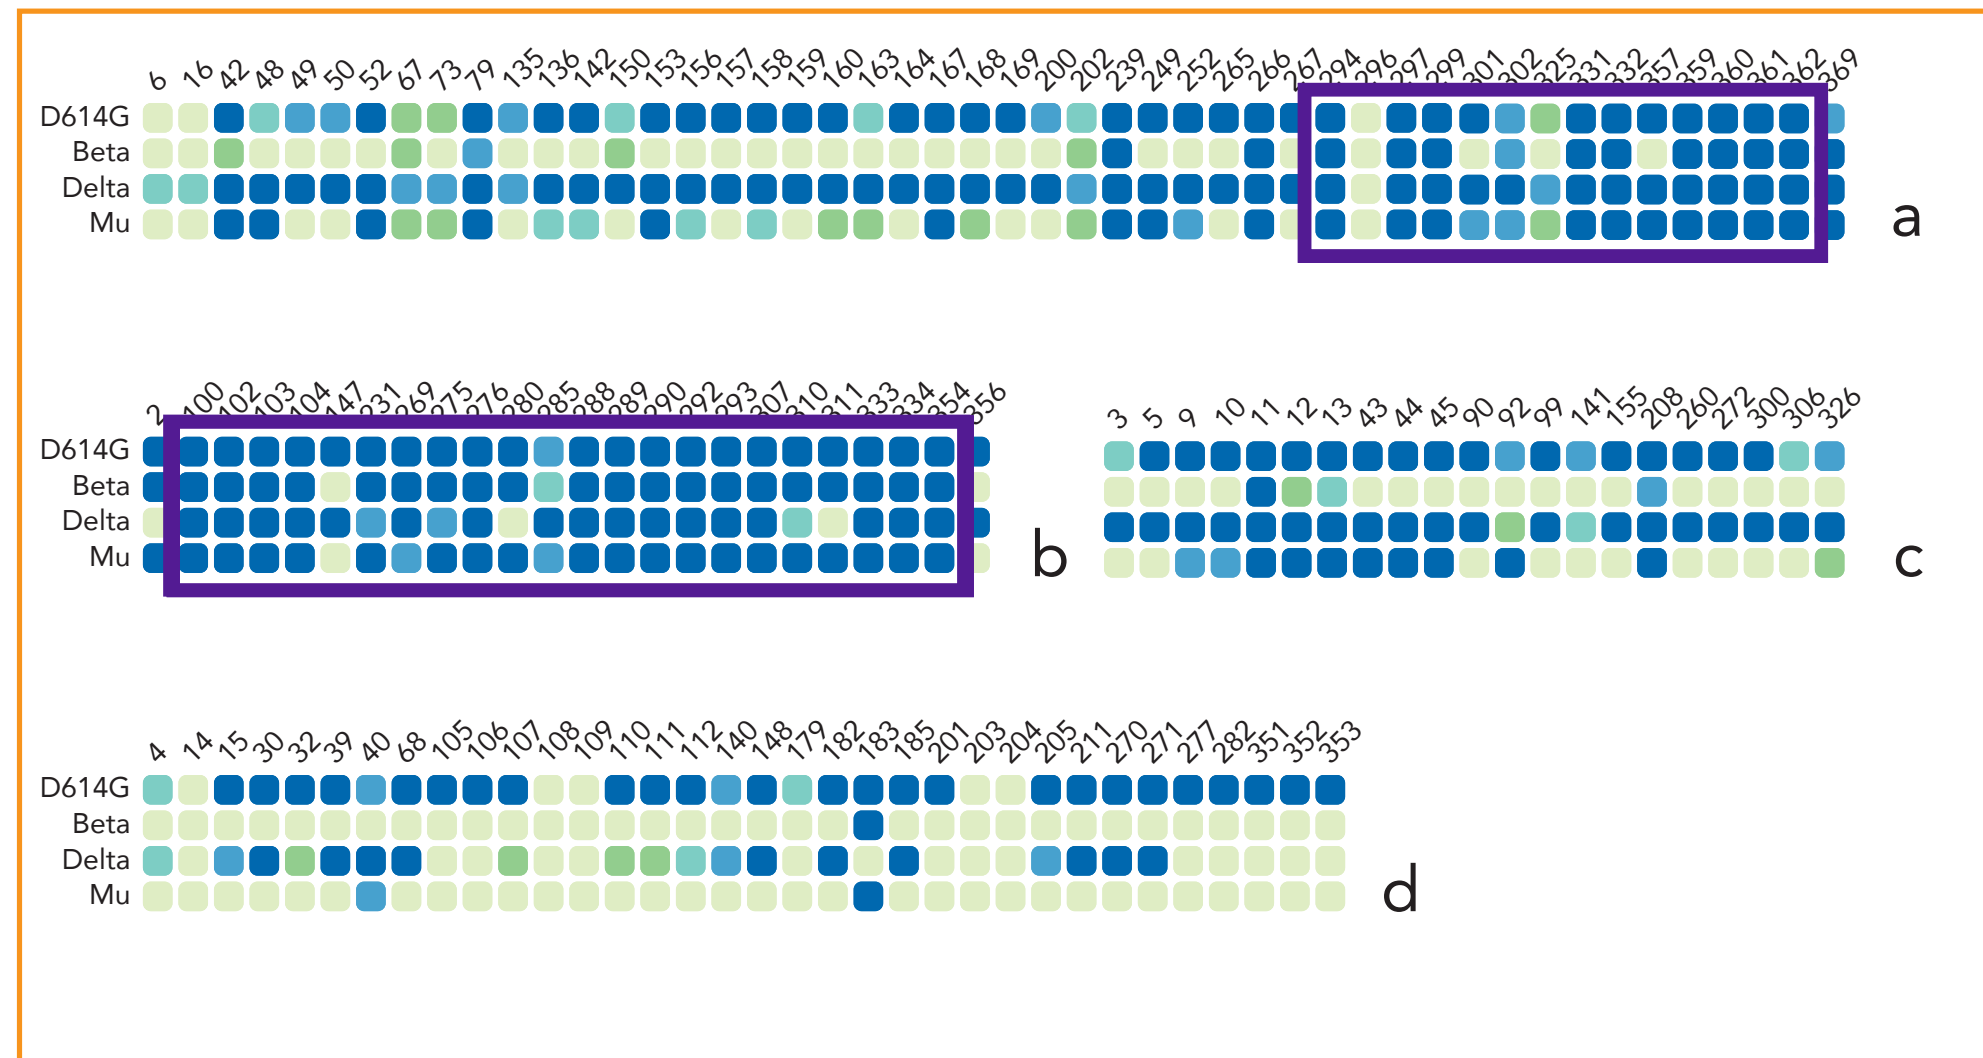 6 16 42 48 49 50 52 67 73 79 135 136 142 150 153 156 157 158 159 160 163 164 167 168 169 200 202 239 249 252 265 266 267 294 296 297 299 301 302 325 331 332 357 359 360 361 362 369
D614G
Beta
Delta
Mu
a
2 100 102 103 104 147 231 269 275 276 280 285 288 289 290 292 293 307 310 311 333 334 354 356
D614G
Beta
Delta
Mu
b
3 5 9 10 11 12 13 43 44 45 90 92 99 141 155 208 260 272 300 306 326
c
4 14 15 30 32 39 40 68 105 106 107 108 109 110 111 112 140 148 179 182 183 185 201 203 204 205 211 270 271 277 282 351 352 353
D614G
Beta
Delta
Mu
d